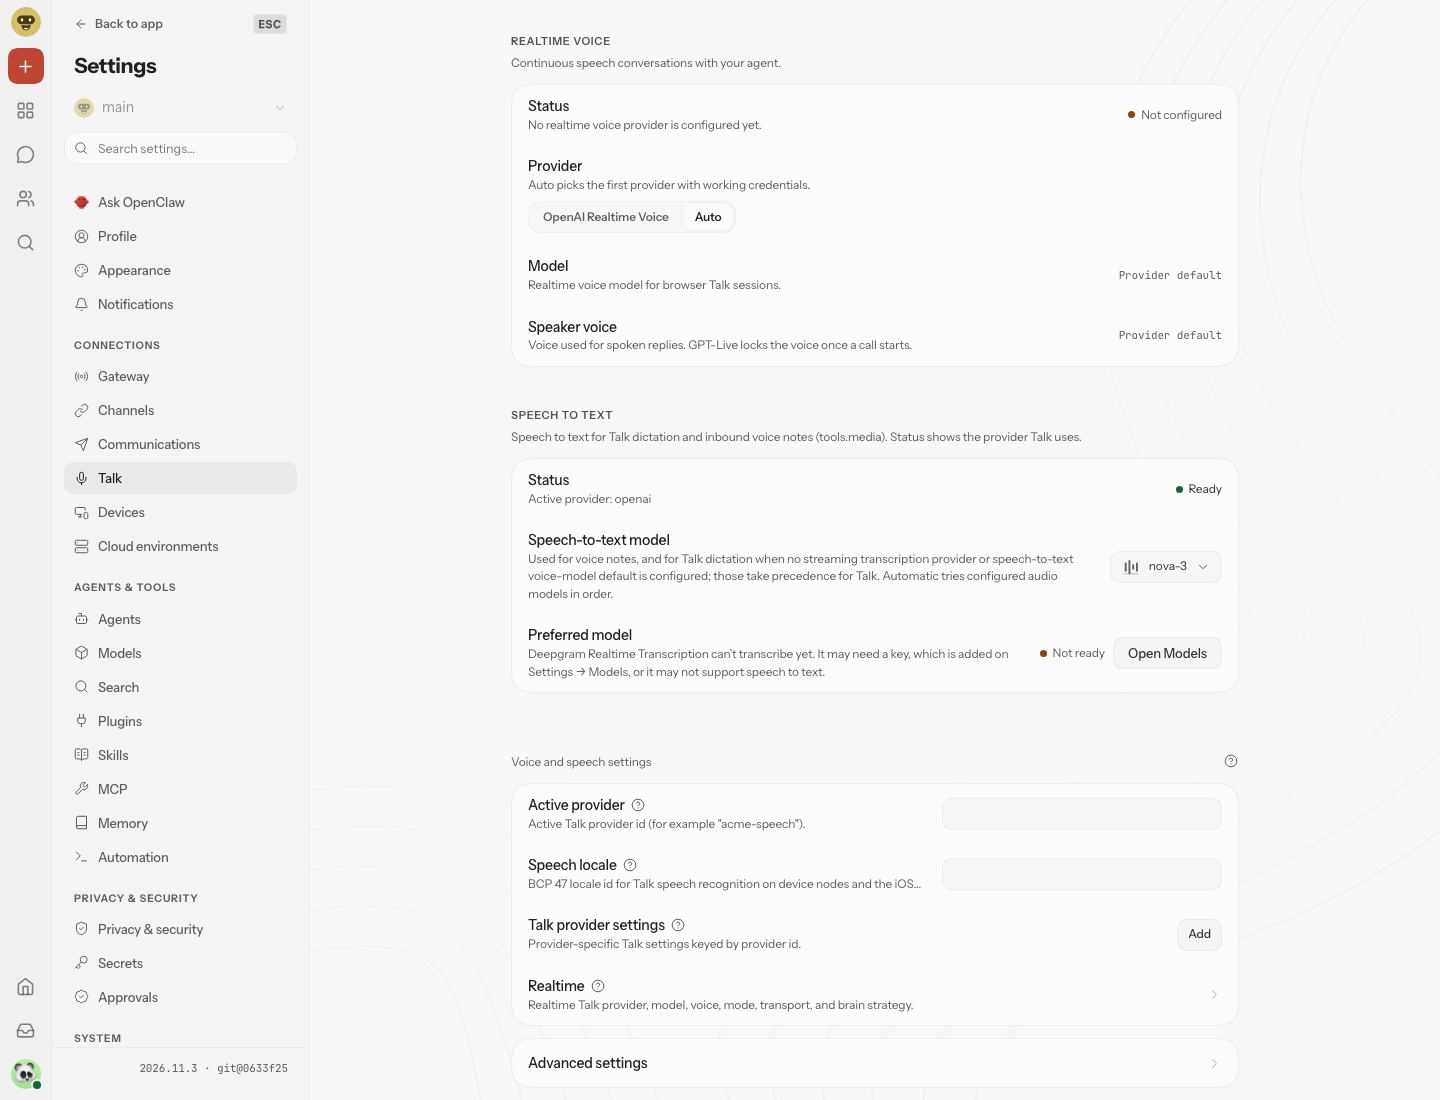 Back to app
ESC
Settings
main
Search settings...
Ask OpenClaw
Profile
Appearance
Notifications
CONNECTIONS
Gateway
Channels
Communications
Talk
Devices
Cloud environments
AGENTS & TOOLS
Agents
Models
Search
Plugins
Skills
MCP
Memory
Automation
PRIVACY & SECURITY
Privacy & security
Secrets
Approvals
SYSTEM
2026.11.3 · git@0633f25
REALTIME VOICE
Continuous speech conversations with your agent.
Status
No realtime voice provider is configured yet.
Not configured
Provider
Auto picks the first provider with working credentials.
OpenAI Realtime Voice
Auto
Model
Realtime voice model for browser Talk sessions.
Provider default
Speaker voice
Voice used for spoken replies. GPT-Live locks the voice once a call starts.
Provider default
SPEECH TO TEXT
Speech to text for Talk dictation and inbound voice notes (tools.media). Status shows the provider Talk uses.
Status
Active provider: openai
Ready
Speech-to-text model
Used for voice notes, and for Talk dictation when no streaming transcription provider or speech-to-text
voice-model default is configured; those take precedence for Talk. Automatic tries configured audio
models in order.
nova-3
Preferred model
Deepgram Realtime Transcription can't transcribe yet. It may need a key, which is added on
Settings → Models, or it may not support speech to text.
Not ready
Open Models
Voice and speech settings
Active provider
Active Talk provider id (for example "acme-speech").
Speech locale
BCP 47 locale id for Talk speech recognition on device nodes and the iOS...
Talk provider settings
Provider-specific Talk settings keyed by provider id.
Add
Realtime
Realtime Talk provider, model, voice, mode, transport, and brain strategy.
Advanced settings